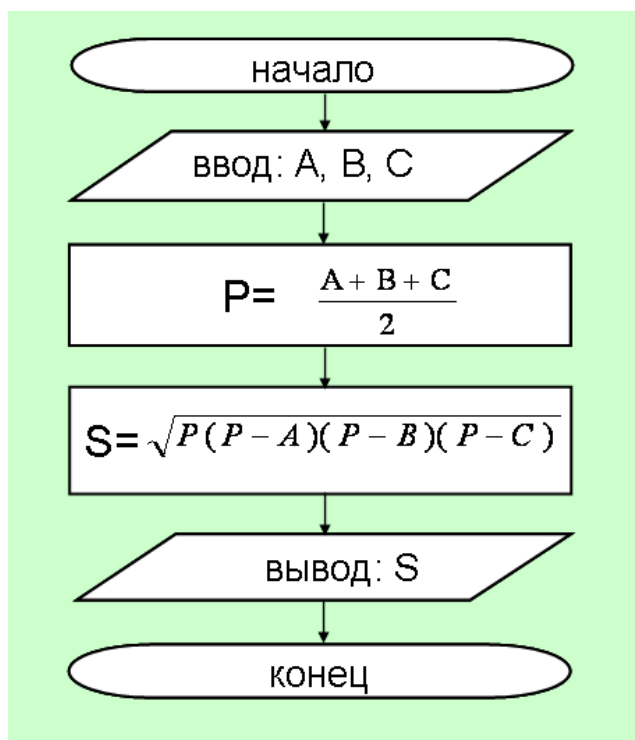 начало
ввод: A, B, C
P= A + B + C
2
S=√P(P − A)(P − B)(P − C)
вывод: S
конец